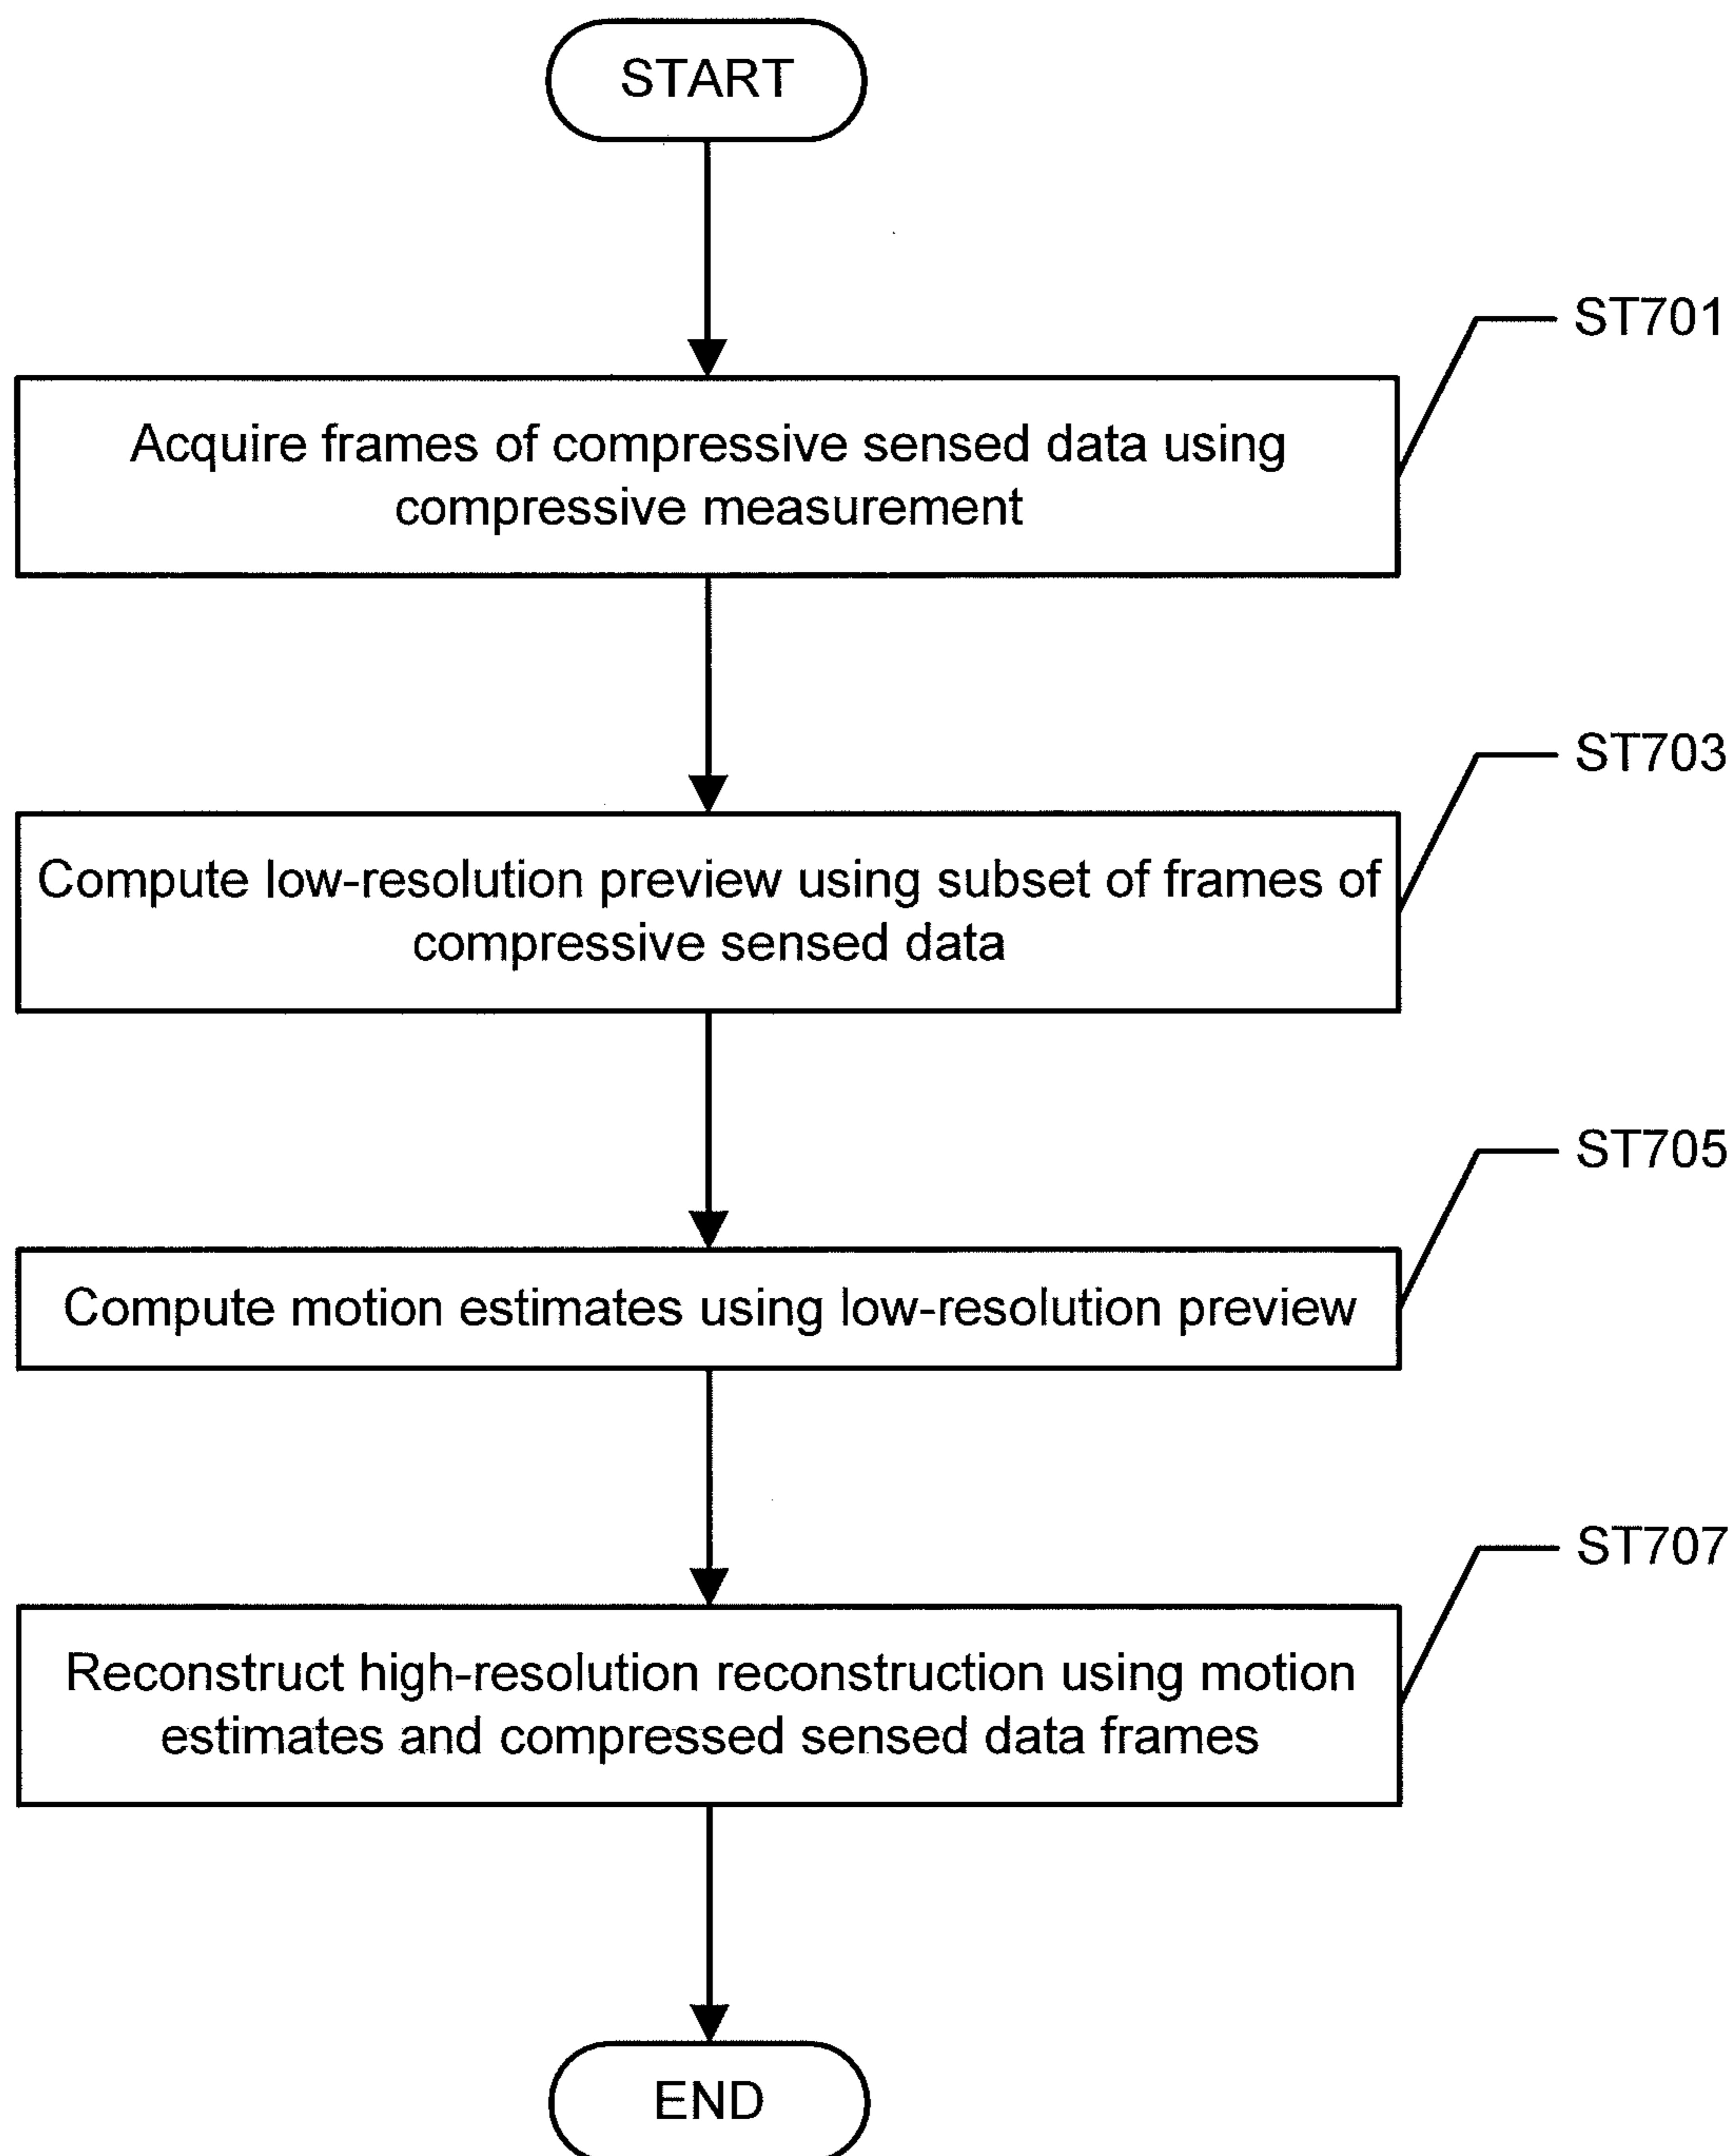 START
ST701
Acquire frames of compressive sensed data using
compressive measurement
ST703
Compute low-resolution preview using subset of frames of
compressive sensed data
ST705
Compute motion estimates using low-resolution preview
ST707
Reconstruct high-resolution reconstruction using motion
estimates and compressed sensed data frames
END